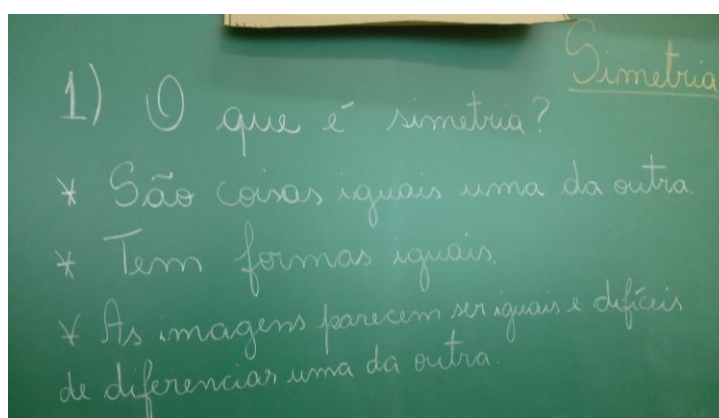 Simetria
1) O que é simetria?
* São coisas iguais uma da outra.
* Tem formas iguais.
* As imagens parecem ser iguais e difíceis
de diferenciar uma da outra.